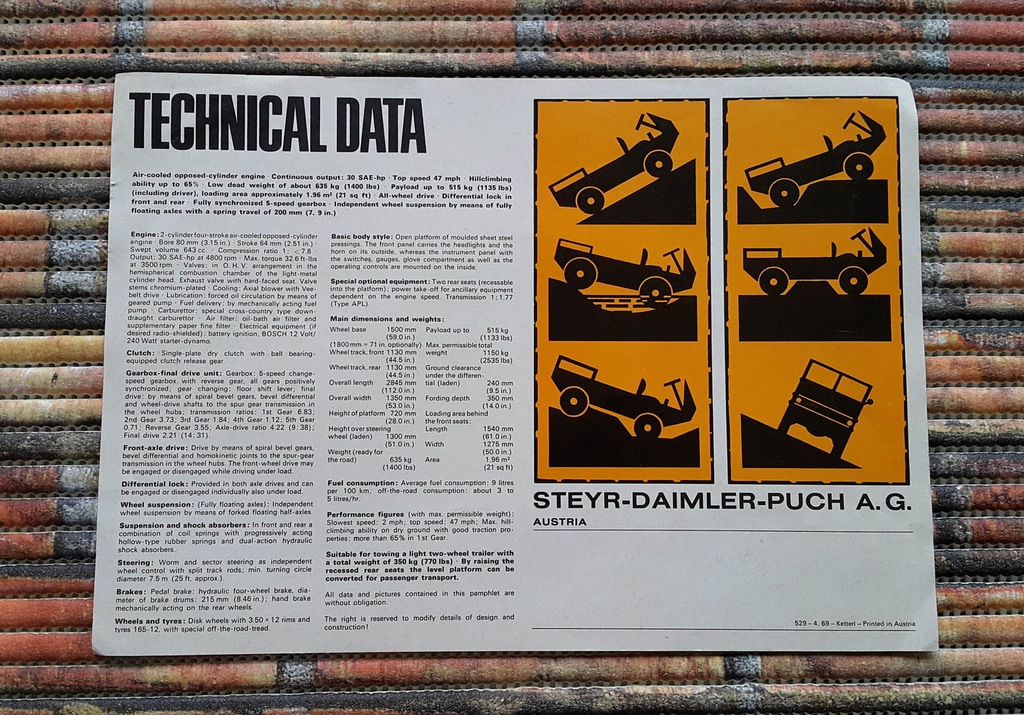 TECHNICAL DATA
Air-cooled opposed-cylinder engine · Continuous output: 30 SAE-hp · Top speed 47 mph · Hillclimbing
ability up to 65% · Low dead weight of about 635 kg (1400 lbs) · Payload up to 515 kg (1135 lbs)
(including driver), loading area approximately 1.96 m² (21 sq ft) · All-wheel drive · Differential lock in
front and rear · Fully synchronized 5-speed gearbox · Independent wheel suspension by means of fully
floating axles with a spring travel of 200 mm (7. 9 in.)
Engine: 2-cylinder four-stroke air-cooled opposed-cylinder
engine · Bore 80 mm (3.15 in.) · Stroke 64 mm (2.51 in.) ·
Swept volume 643 cc. · Compression ratio 1: <7.8 ·
Output: 30 SAE-hp at 4800 rpm · Max. torque 32.6 ft-lbs
at 3500 rpm · Valves: in O.H.V. arrangement in the
hemispherical combustion chamber of the light-metal
cylinder head. Exhaust valve with hard-faced seat. Valve
stems chromium-plated · Cooling: Axial blower with Vee-
belt drive · Lubrication: forced oil circulation by means of
geared pump · Fuel delivery: by mechanically acting fuel
pump · Carburettor: special cross-country type down-
draught carburettor · Air filter: oil-bath air filter and
supplementary paper fine filter · Electrical equipment (if
desired radio-shielded): battery ignition, BOSCH 12 Volt/
240 Watt starter-dynamo.
Clutch: Single-plate dry clutch with ball bearing-
equipped clutch release gear.
Gearbox-final drive unit: Gearbox: 5-speed change-
speed gearbox with reverse gear, all gears positively
synchronized; gear changing: floor shift lever; final
drive: by means of spiral bevel gears, bevel differential
and wheel-drive shafts to the spur-gear transmission in
the wheel hubs; transmission ratios: 1st Gear 6.83;
2nd Gear 3.73; 3rd Gear 1.84; 4th Gear 1.12; 5th Gear
0.71; Reverse Gear 3.55; Axle-drive ratio 4.22 (9 : 38);
Final drive 2.21 (14 : 31).
Front-axle drive: Drive by means of spiral bevel gears,
bevel differential and homokinetic joints to the spur-gear
transmission in the wheel hubs. The front-wheel drive may
be engaged or disengaged while driving under load.
Differential lock: Provided in both axle drives and can
be engaged or disengaged individually also under load.
Wheel suspension: (Fully floating axles): Independent
wheel suspension by means of forked floating half-axles.
Suspension and shock absorbers: In front and rear a
combination of coil springs with progressively acting
hollow-type rubber springs and dual-action hydraulic
shock absorbers.
Steering: Worm and sector steering as independent
wheel control with split track rods; min. turning circle
diameter 7.5 m (25 ft. approx.)
Brakes: Pedal brake: hydraulic four-wheel brake, dia-
meter of brake drums: 215 mm (8.46 in.); hand brake
mechanically acting on the rear wheels.
Wheels and tyres: Disk wheels with 3.50 × 12 rims and
tyres 165-12, with special off-the-road-tread.
Basic body style: Open platform of moulded sheet steel
pressings. The front panel carries the headlights and the
horn on its outside, whereas the instrument panel with
the switches, gauges, glove compartment as well as the
operating controls are mounted on the inside.
Special optional equipment: Two rear seats (recessable
into the platform); power take-off for ancillary equipment
dependent on the engine speed. Transmission 1:1.77
(Type APL).
Main dimensions and weights:
Wheel base 1500 mm
(59.0 in.)
(1800 mm = 71 in. optionally)
Wheel track, front 1130 mm
(44.5 in.)
Wheel track, rear 1130 mm
(44.5 in.)
Overall length 2845 mm
(112.0 in.)
Overall width 1350 mm
(53.0 in.)
Height of platform 720 mm
(28.0 in.)
Height over steering
wheel (laden) 1300 mm
(51.0 in.)
Weight (ready for
the road) 635 kg
(1400 lbs)
Payload up to 515 kg
(1133 lbs)
Max. permissible total
weight 1150 kg
(2535 lbs)
Ground clearance
under the differen-
tial (laden) 240 mm
(9.5 in.)
Fording depth 350 mm
(14.0 in.)
Loading area behind
the front seats:
Length 1540 mm
(61.0 in.)
Width 1275 mm
(50.0 in.)
Area 1.96 m²
(21 sq ft)
Fuel consumption: Average fuel consumption: 9 litres
per 100 km; off-the-road consumption: about 3 to
5 litres/hr.
Performance figures (with max. permissible weight):
Slowest speed: 2 mph; top speed: 47 mph; Max. hill-
climbing ability on dry ground with good traction pro-
perties: more than 65% in 1st Gear.
Suitable for towing a light two-wheel trailer with
a total weight of 350 kg (770 lbs) · By raising the
recessed rear seats the level platform can be
converted for passenger transport.
All data and pictures contained in this pamphlet are
without obligation.
The right is reserved to modify details of design and
construction!
STEYR-DAIMLER-PUCH A.G.
AUSTRIA
529 – 4. 69 – Ketterl – Printed in Austria